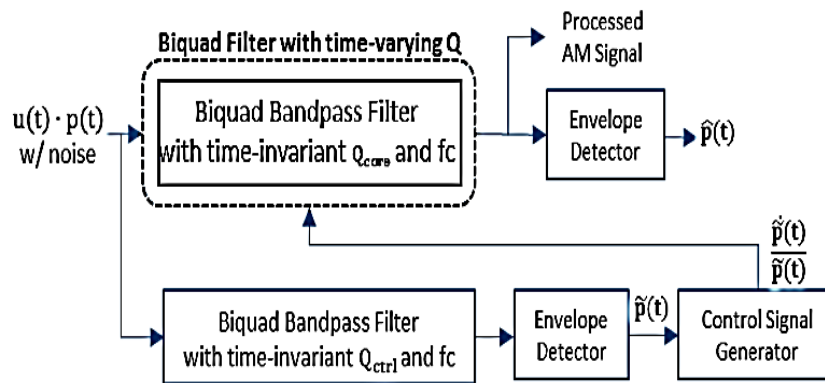 Biquad Filter with time-varying Q
Processed
AM Signal
u(t) · p(t)
w/ noise
Biquad Bandpass Filter
with time-invariant Q_core and fc
Envelope
Detector
p̂(t)
Biquad Bandpass Filter
with time-invariant Q_ctrl and fc
Envelope
Detector
p̃(t)
p̃̇(t)
p̃(t)
Control Signal
Generator